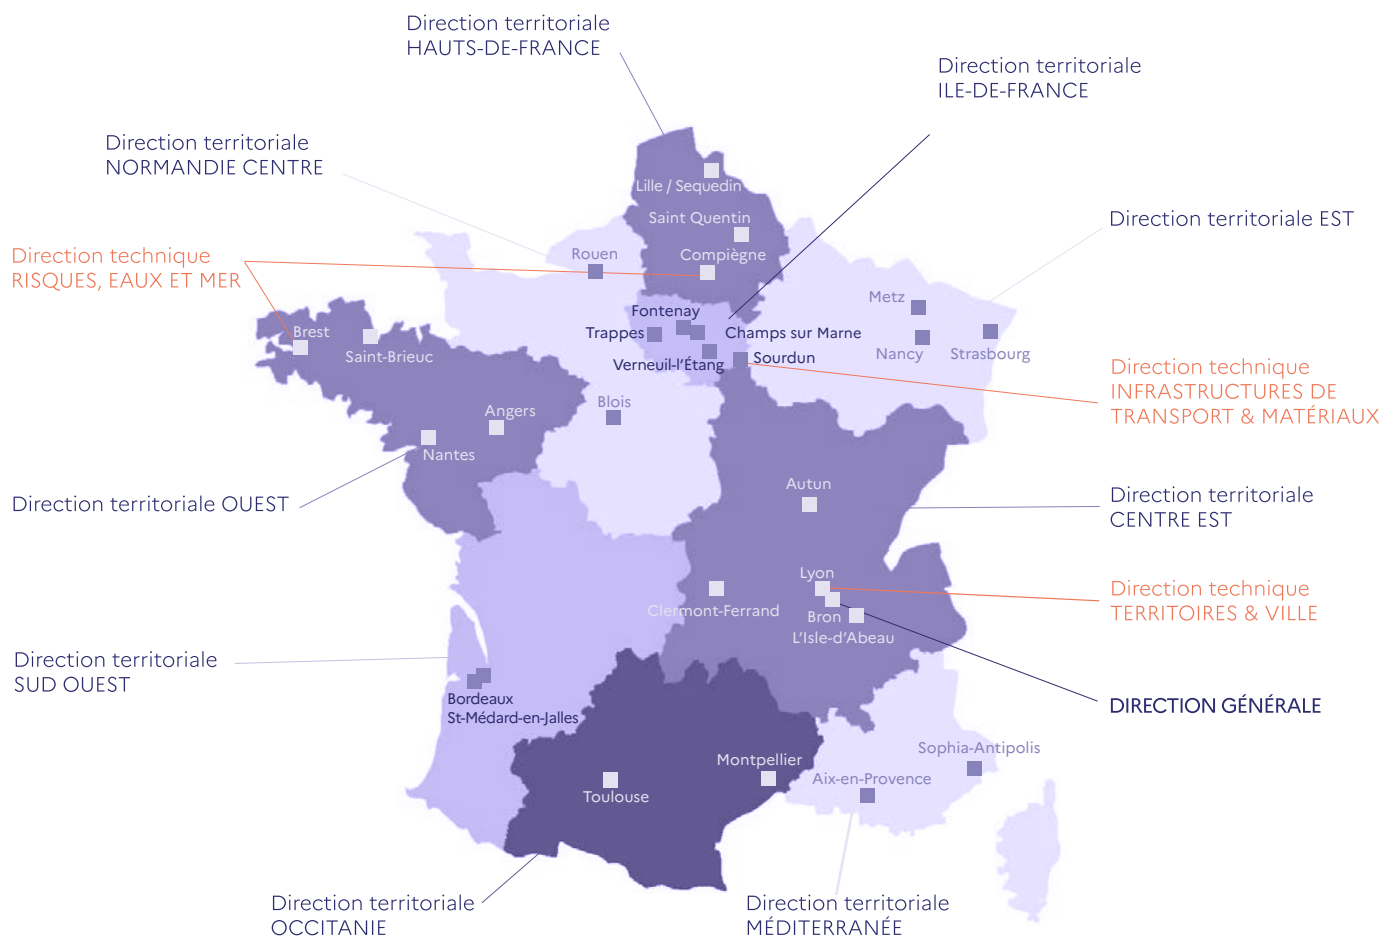 Direction territoriale
HAUTS-DE-FRANCE
Direction territoriale
ILE-DE-FRANCE
Direction territoriale
NORMANDIE CENTRE
Lille / Sequedin
Saint Quentin
Direction territoriale EST
Direction technique
RISQUES, EAUX ET MER
Rouen
Compiègne
Metz
Fontenay
Brest
Trappes
Champs sur Marne
Saint-Brieuc
Nancy
Strasbourg
Verneuil-l'Étang
Sourdun
Direction technique
INFRASTRUCTURES DE
TRANSPORT & MATÉRIAUX
Blois
Angers
Nantes
Autun
Direction territoriale OUEST
Direction territoriale
CENTRE EST
Lyon
Direction technique
TERRITOIRES & VILLE
Clermont-Ferrand
Bron
L'Isle-d'Abeau
Direction territoriale
SUD OUEST
Bordeaux
St-Médard-en-Jalles
DIRECTION GÉNÉRALE
Sophia-Antipolis
Montpellier
Aix-en-Provence
Toulouse
Direction territoriale
OCCITANIE
Direction territoriale
MÉDITERRANÉE